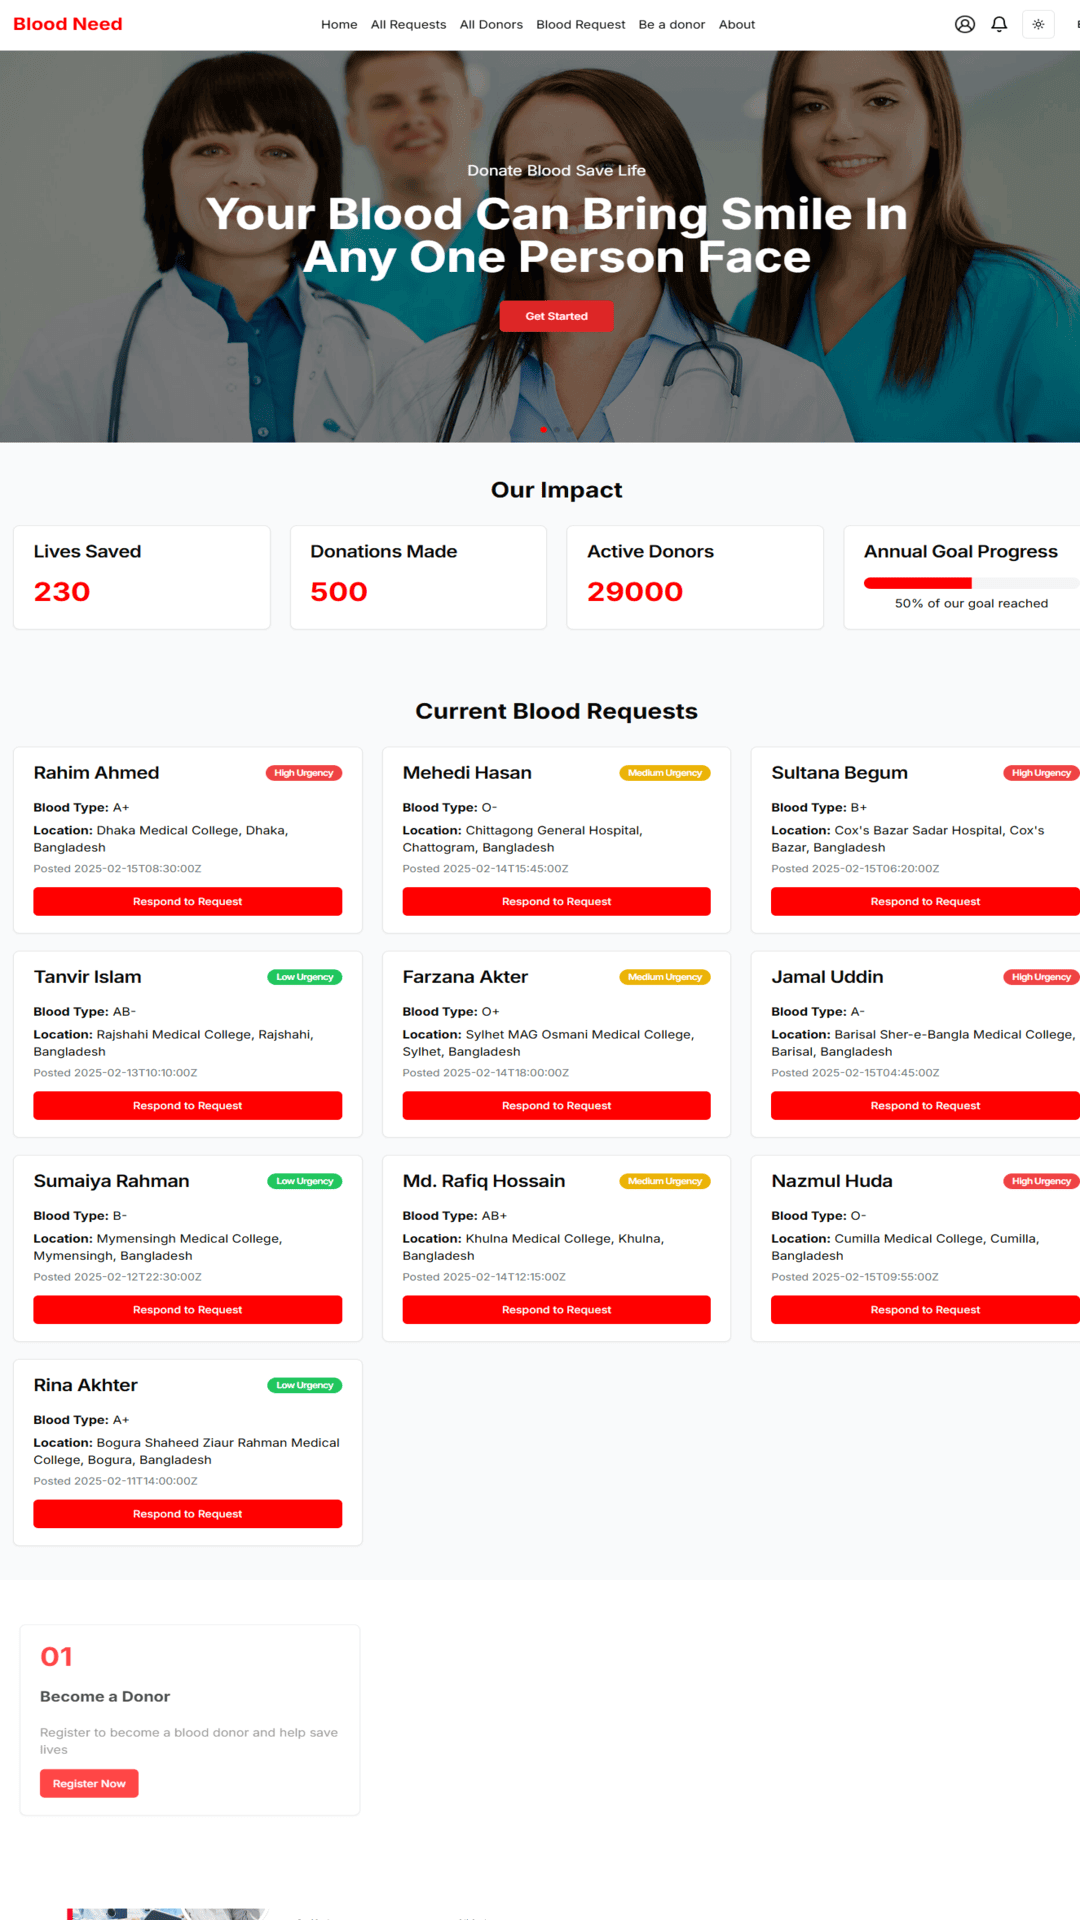 Blood Need
Home All Requests All Donors Blood Request Be a donor About
Donate Blood Save Life
Your Blood Can Bring Smile In
Any One Person Face
Get Started
Our Impact
Lives Saved
230
Donations Made
500
Active Donors
29000
Annual Goal Progress
50% of our goal reached
Current Blood Requests
Rahim Ahmed
High Urgency
Blood Type: A+
Location: Dhaka Medical College, Dhaka,
Bangladesh
Posted 2025-02-15T08:30:00Z
Respond to Request
Mehedi Hasan
Medium Urgency
Blood Type: O-
Location: Chittagong General Hospital,
Chattogram, Bangladesh
Posted 2025-02-14T15:45:00Z
Respond to Request
Sultana Begum
High Urgency
Blood Type: B+
Location: Cox's Bazar Sadar Hospital, Cox's
Bazar, Bangladesh
Posted 2025-02-15T06:20:00Z
Respond to Request
Tanvir Islam
Low Urgency
Blood Type: AB-
Location: Rajshahi Medical College, Rajshahi,
Bangladesh
Posted 2025-02-13T10:10:00Z
Respond to Request
Farzana Akter
Medium Urgency
Blood Type: O+
Location: Sylhet MAG Osmani Medical College,
Sylhet, Bangladesh
Posted 2025-02-14T18:00:00Z
Respond to Request
Jamal Uddin
High Urgency
Blood Type: A-
Location: Barisal Sher-e-Bangla Medical College,
Barisal, Bangladesh
Posted 2025-02-15T04:45:00Z
Respond to Request
Sumaiya Rahman
Low Urgency
Blood Type: B-
Location: Mymensingh Medical College,
Mymensingh, Bangladesh
Posted 2025-02-12T22:30:00Z
Respond to Request
Md. Rafiq Hossain
Medium Urgency
Blood Type: AB+
Location: Khulna Medical College, Khulna,
Bangladesh
Posted 2025-02-14T12:15:00Z
Respond to Request
Nazmul Huda
High Urgency
Blood Type: O-
Location: Cumilla Medical College, Cumilla,
Bangladesh
Posted 2025-02-15T09:55:00Z
Respond to Request
Rina Akhter
Low Urgency
Blood Type: A+
Location: Bogura Shaheed Ziaur Rahman Medical
College, Bogura, Bangladesh
Posted 2025-02-11T14:00:00Z
Respond to Request
01
Become a Donor
Register to become a blood donor and help save
lives
Register Now